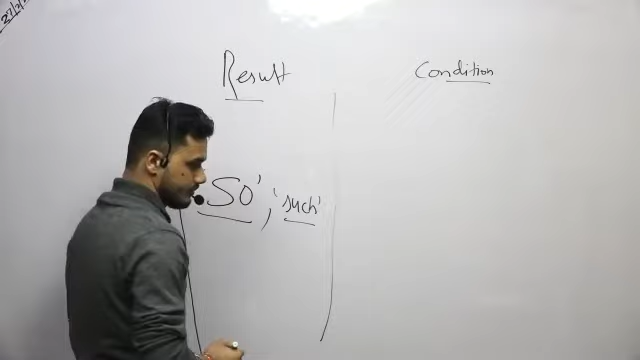 Result
Condition
So', 'such'